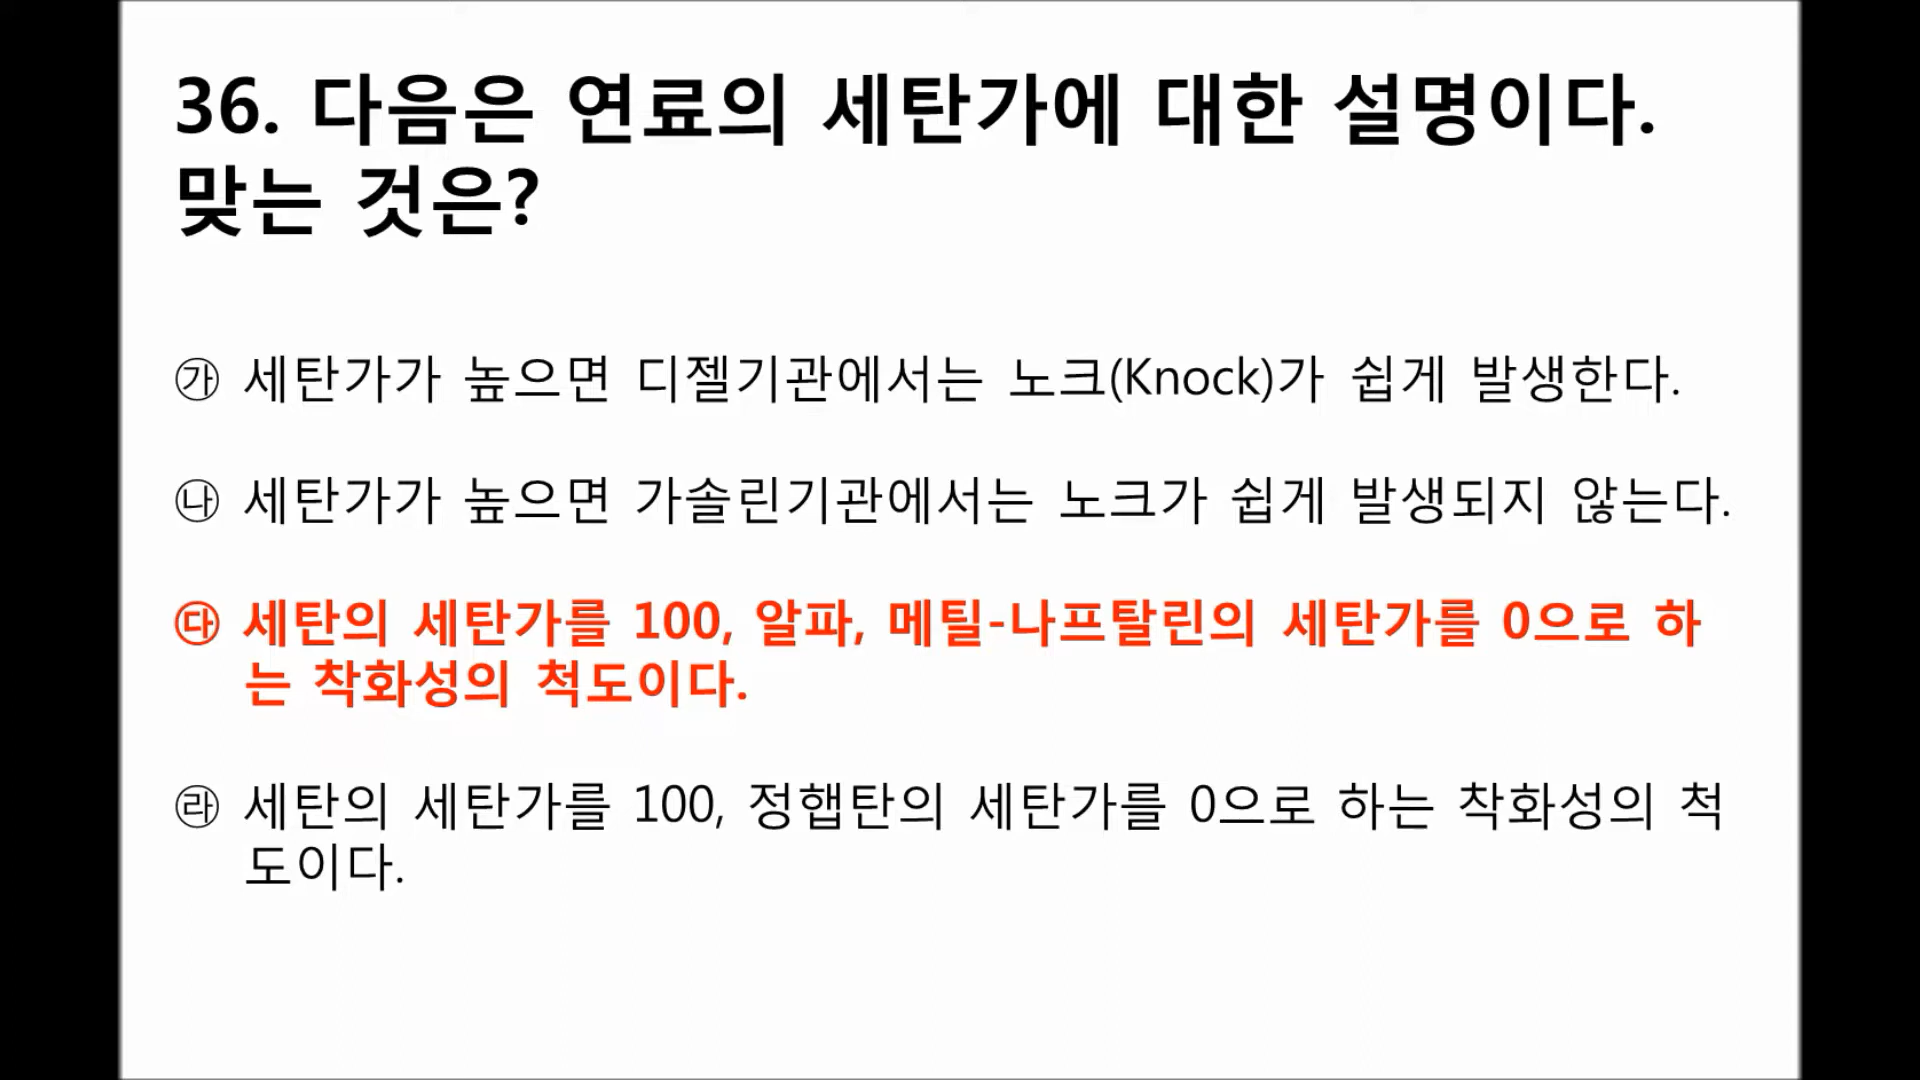 36. 다음은 연료의 세탄가에 대한 설명이다.
맞는 것은?
㉮ 세탄가가 높으면 디젤기관에서는 노크(Knock)가 쉽게 발생한다.
㉯ 세탄가가 높으면 가솔린기관에서는 노크가 쉽게 발생되지 않는다.
㉰ 세탄의 세탄가를 100, 알파, 메틸-나프탈린의 세탄가를 0으로 하
는 착화성의 척도이다.
㉱ 세탄의 세탄가를 100, 정햅탄의 세탄가를 0으로 하는 착화성의 척
도이다.